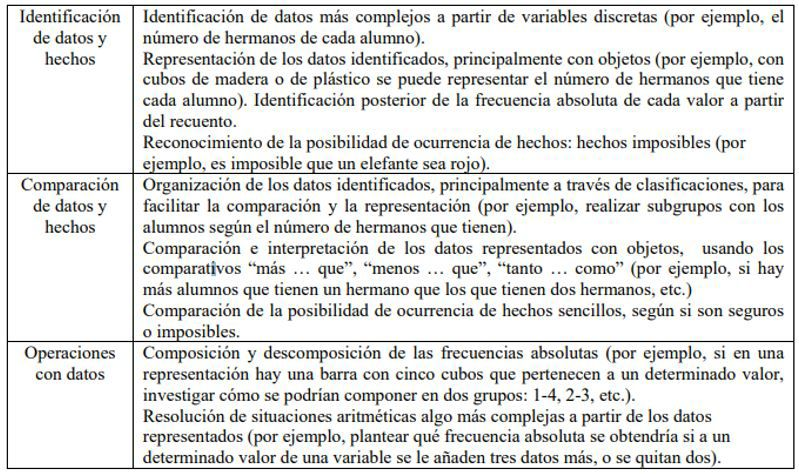 Identificación
de datos y
hechos
Identificación de datos más complejos a partir de variables discretas (por ejemplo, el
número de hermanos de cada alumno).
Representación de los datos identificados, principalmente con objetos (por ejemplo, con
cubos de madera o de plástico se puede representar el número de hermanos que tiene
cada alumno). Identificación posterior de la frecuencia absoluta de cada valor a partir
del recuento.
Reconocimiento de la posibilidad de ocurrencia de hechos: hechos imposibles (por
ejemplo, es imposible que un elefante sea rojo).
Comparación
de datos y
hechos
Organización de los datos identificados, principalmente a través de clasificaciones, para
facilitar la comparación y la representación (por ejemplo, realizar subgrupos con los
alumnos según el número de hermanos que tienen).
Comparación e interpretación de los datos representados con objetos, usando los
comparativos “más … que”, “menos … que”, “tanto … como” (por ejemplo, si hay
más alumnos que tienen un hermano que los que tienen dos hermanos, etc.)
Comparación de la posibilidad de ocurrencia de hechos sencillos, según si son seguros
o imposibles.
Operaciones
con datos
Composición y descomposición de las frecuencias absolutas (por ejemplo, si en una
representación hay una barra con cinco cubos que pertenecen a un determinado valor,
investigar cómo se podrían componer en dos grupos: 1-4, 2-3, etc.).
Resolución de situaciones aritméticas algo más complejas a partir de los datos
representados (por ejemplo, plantear qué frecuencia absoluta se obtendría si a un
determinado valor de una variable se le añaden tres datos más, o se quitan dos).